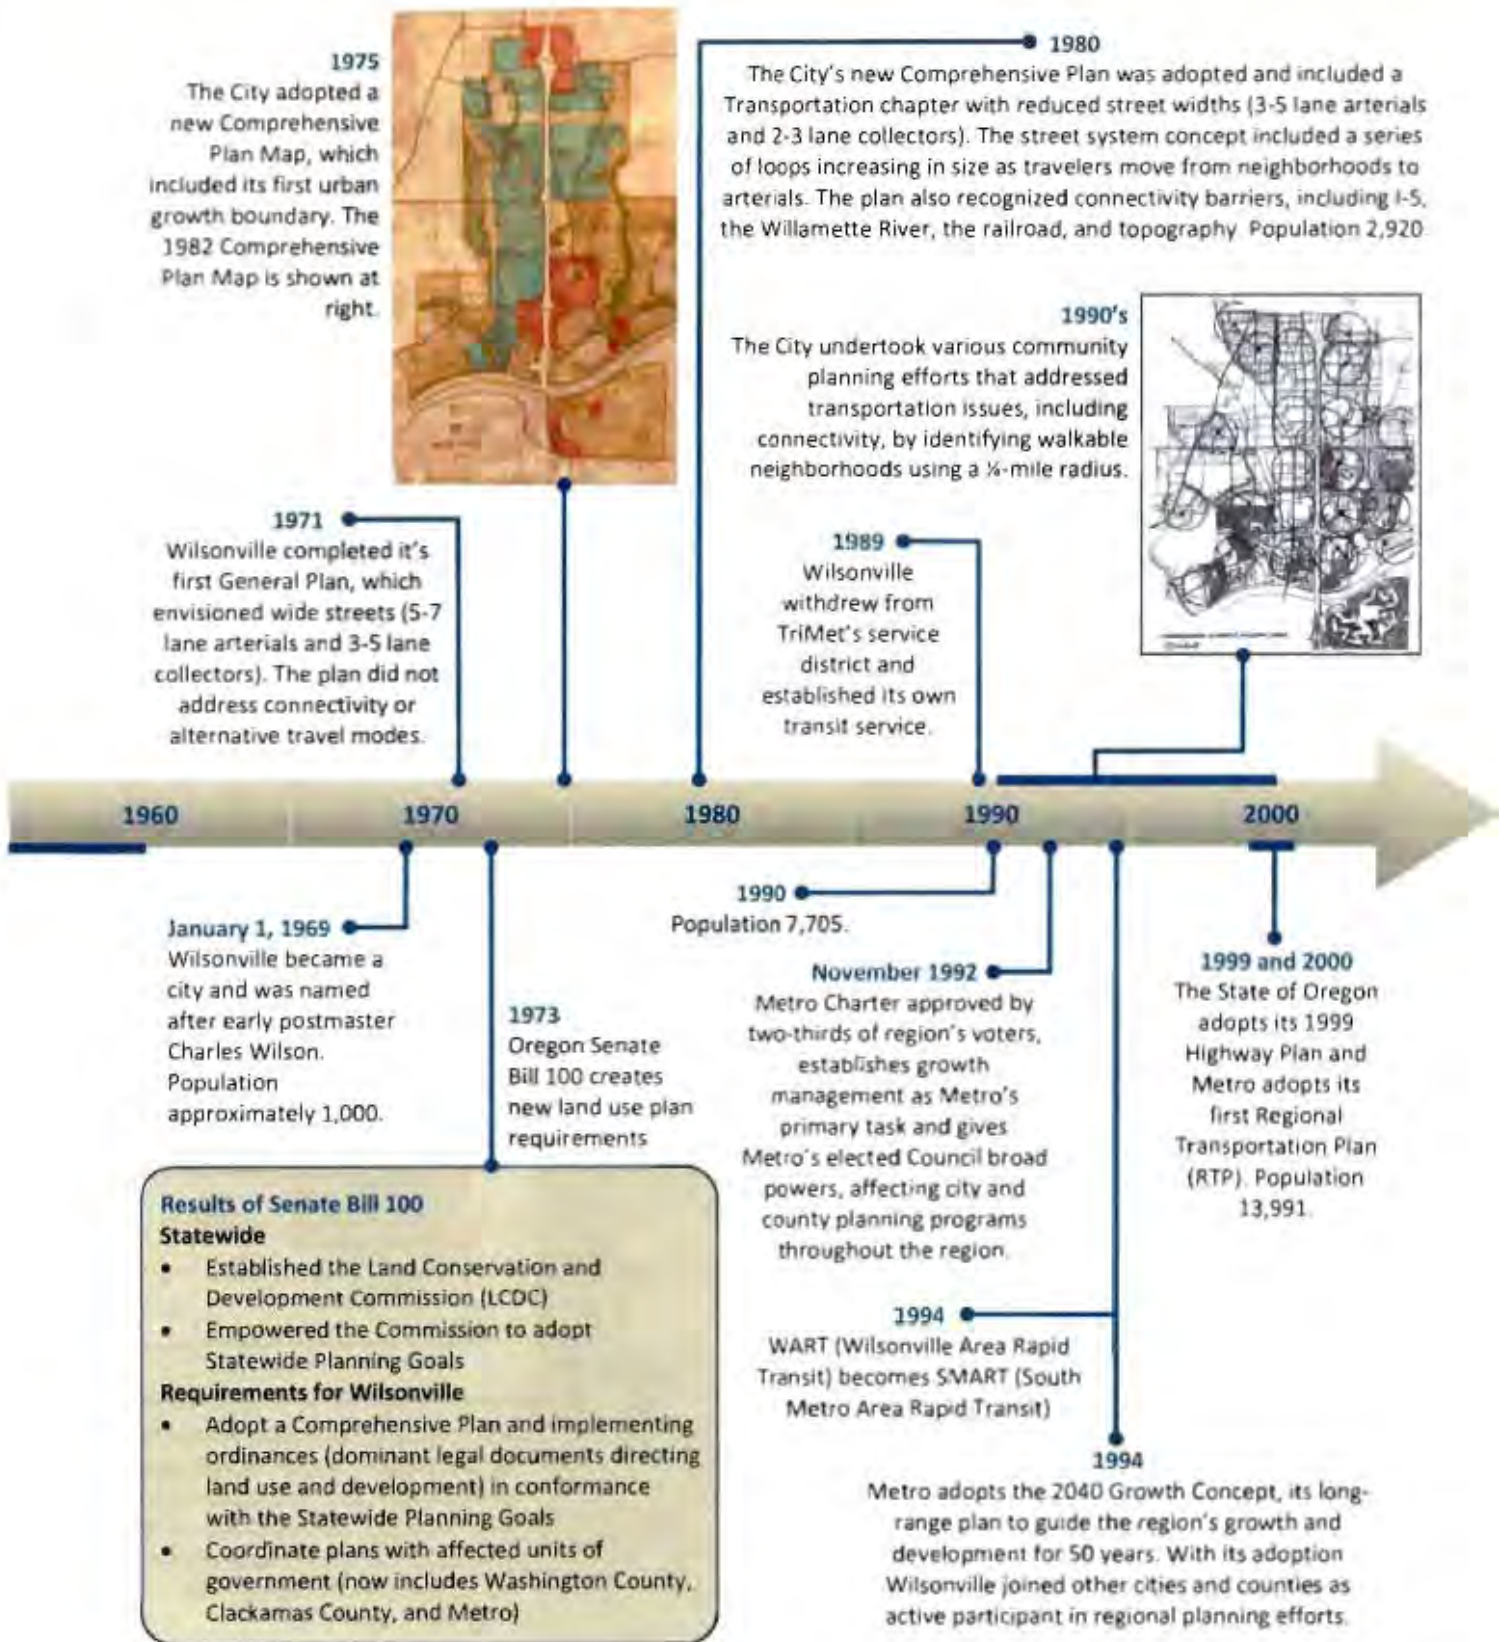 1975
The City adopted a
new Comprehensive
Plan Map, which
included its first urban
growth boundary. The
1982 Comprehensive
Plan Map is shown at
right.
1980
The City's new Comprehensive Plan was adopted and included a
Transportation chapter with reduced street widths (3-5 lane arterials
and 2-3 lane collectors). The street system concept included a series
of loops increasing in size as travelers move from neighborhoods to
arterials. The plan also recognized connectivity barriers, including I-5,
the Willamette River, the railroad, and topography. Population 2,920
1990's
The City undertook various community
planning efforts that addressed
transportation issues, including
connectivity, by identifying walkable
neighborhoods using a ¼-mile radius.
1971
Wilsonville completed it's
first General Plan, which
envisioned wide streets (5-7
lane arterials and 3-5 lane
collectors). The plan did not
address connectivity or
alternative travel modes.
1989
Wilsonville
withdrew from
TriMet's service
district and
established its own
transit service.
1960 1970 1980 1990 2000
January 1, 1969
Wilsonville became a
city and was named
after early postmaster
Charles Wilson.
Population
approximately 1,000.
1973
Oregon Senate
Bill 100 creates
new land use plan
requirements
Results of Senate Bill 100
Statewide
• Established the Land Conservation and
Development Commission (LCDC)
• Empowered the Commission to adopt
Statewide Planning Goals
Requirements for Wilsonville
• Adopt a Comprehensive Plan and implementing
ordinances (dominant legal documents directing
land use and development) in conformance
with the Statewide Planning Goals
• Coordinate plans with affected units of
government (now includes Washington County,
Clackamas County, and Metro)
1990
Population 7,705.
November 1992
Metro Charter approved by
two-thirds of region's voters,
establishes growth
management as Metro's
primary task and gives
Metro's elected Council broad
powers, affecting city and
county planning programs
throughout the region.
1994
WART (Wilsonville Area Rapid
Transit) becomes SMART (South
Metro Area Rapid Transit)
1994
Metro adopts the 2040 Growth Concept, its long-
range plan to guide the region's growth and
development for 50 years. With its adoption
Wilsonville joined other cities and counties as
active participant in regional planning efforts.
1999 and 2000
The State of Oregon
adopts its 1999
Highway Plan and
Metro adopts its
first Regional
Transportation Plan
(RTP). Population
13,991.